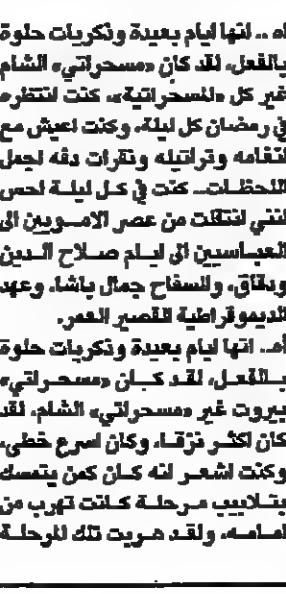 اه .. انها ايام بعيدة وذكريات حلوة
بالفعل، لقد كان «مسحراتي» الشام
غير كل «المسحراتية»، كنت انتظره
في رمضان كل ليلة، وكنت اعيش مع
انغامه وتراتيله ونقرات دفه اجمل
اللحظات.. كنت في كل ليلة احس
انني انتقلت من عصر الامويين الى
العباسيين الى ايام صلاح الدين
ودقاق، والسفاح جمال باشا، وعهد
الديموقراطية القصير العمر.
أه.. انها ايام بعيدة وذكريات حلوة
بالفعل، لقد كان «مسحراتي»
بيروت غير «مسحراتي» الشام، لقد
كان اكثر نزقا، وكان اسرع خطى،
وكنت اشعر انه كان كمن يتمسك
بتلابيب مرحلة كانت تهرب من
امامه، ولقد هربت تلك المرحلة